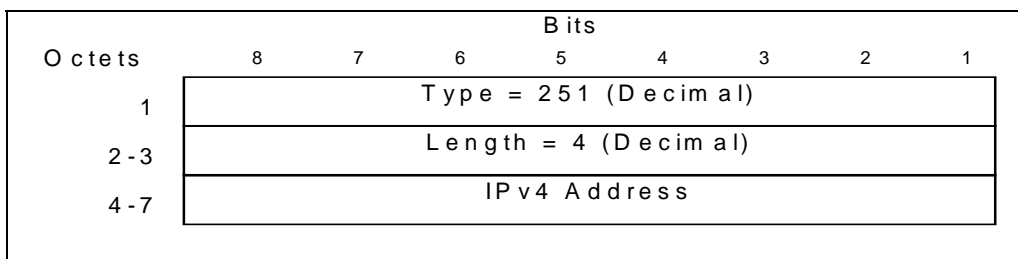 Bits
Octets 8 7 6 5 4 3 2 1
1 Type = 251 (Decimal)
2-3 Length = 4 (Decimal)
4-7 IPv4 Address